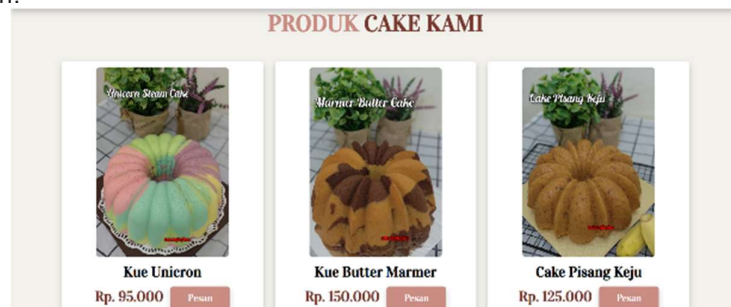 PRODUK CAKE KAMI
Unicorn Steam Cake
Marmer Butter Cake
Cake Pisang Keju
Kue Unicron
Kue Butter Marmer
Cake Pisang Keju
Rp. 95.000 Pesan
Rp. 150.000 Pesan
Rp. 125.000 Pesan